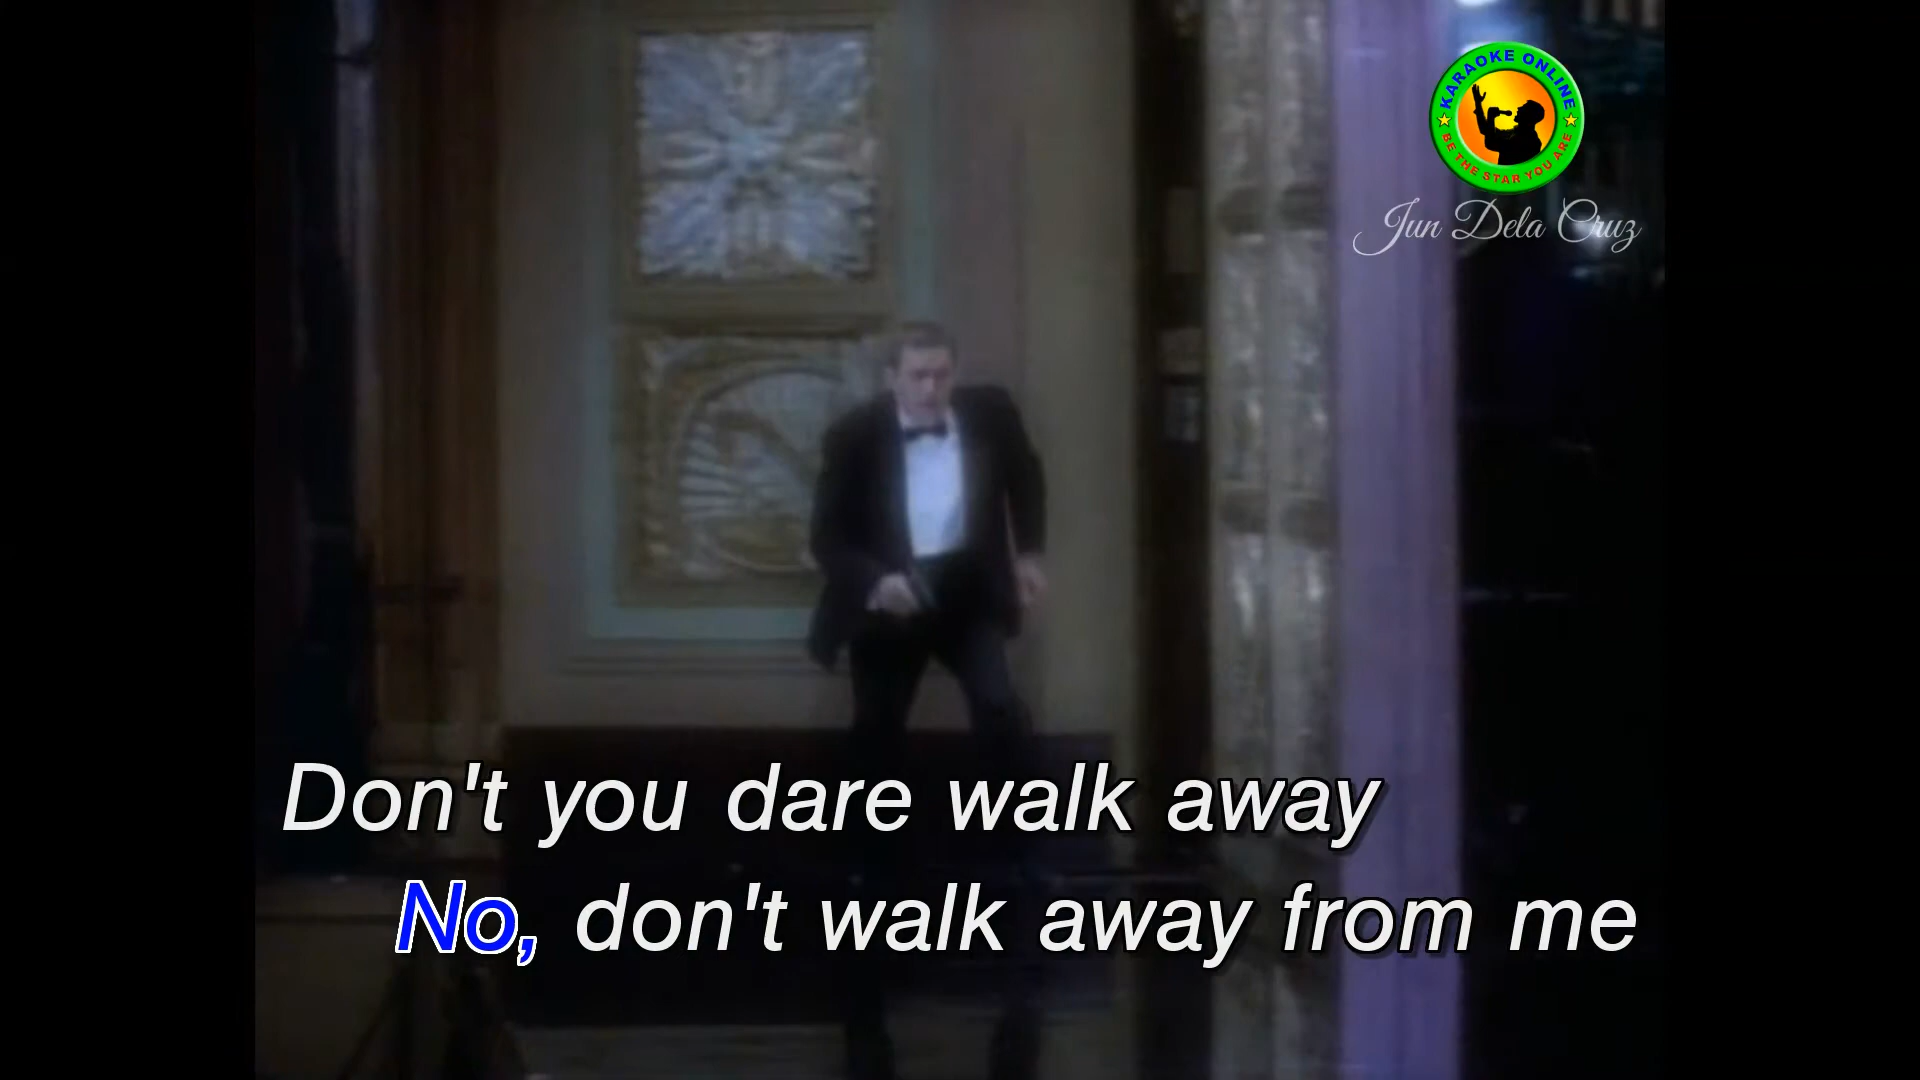 KARAOKE ONLINE
BE THE STAR YOU ARE
Jun Dela Cruz
Don't you dare walk away
No, don't walk away from me